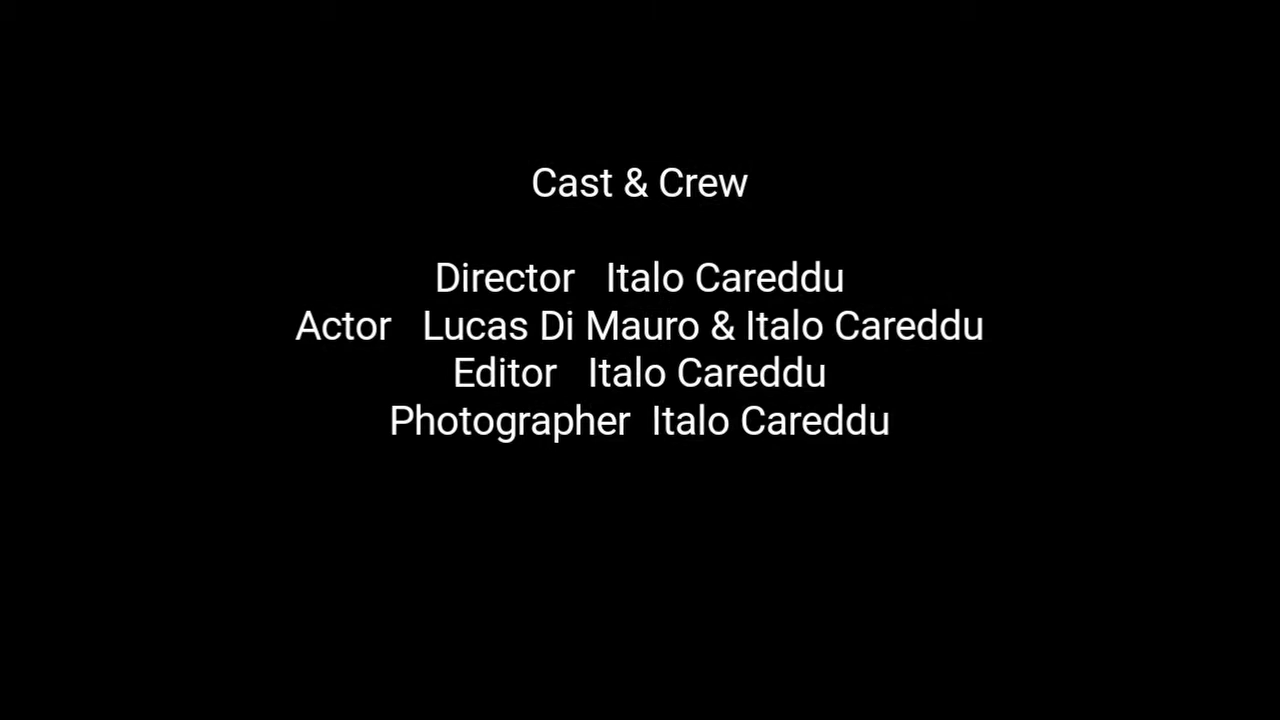 Cast & Crew
Director   Italo Careddu
Actor   Lucas Di Mauro & Italo Careddu
Editor   Italo Careddu
Photographer  Italo Careddu